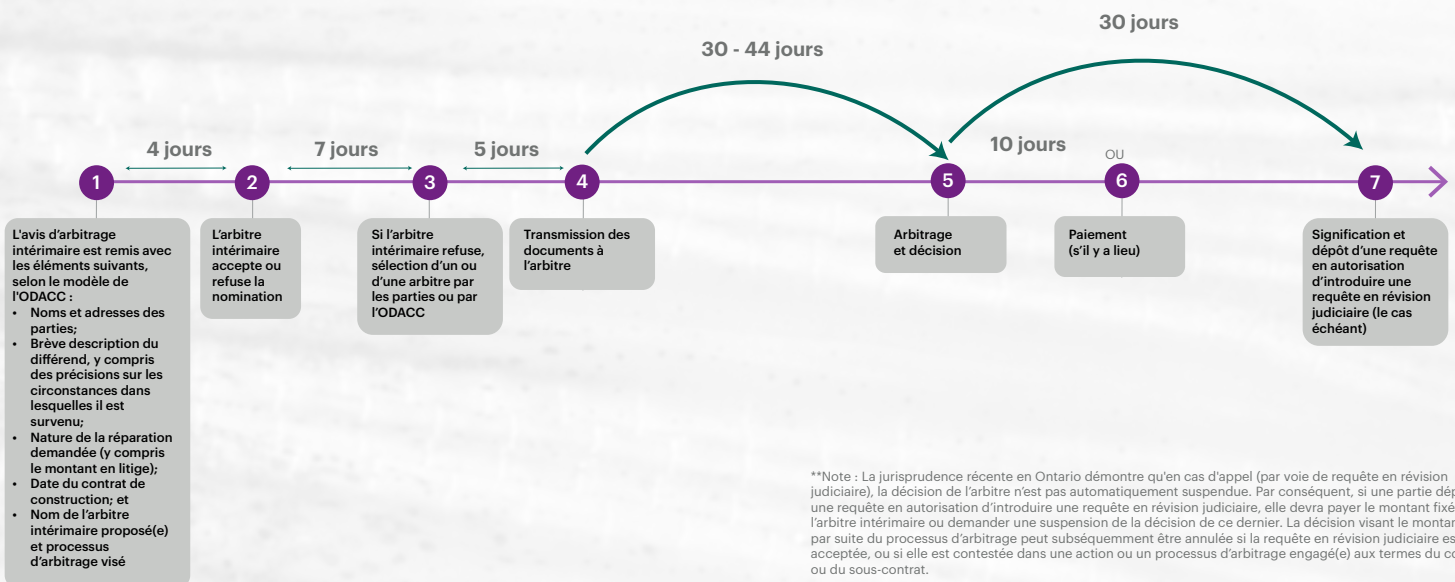 30 jours
30 - 44 jours
4 jours
7 jours
5 jours
10 jours
OU
1
2
3
4
5
6
7
L'avis d'arbitrage
intérimaire est remis avec
les éléments suivants,
selon le modèle de
l'ODACC :
• Noms et adresses des
parties;
• Brève description du
différend, y compris
des précisions sur les
circonstances dans
lesquelles il est
survenu;
• Nature de la réparation
demandée (y compris
le montant en litige);
• Date du contrat de
construction; et
• Nom de l'arbitre
intérimaire proposé(e)
et processus
d'arbitrage visé
L'arbitre
intérimaire
accepte ou
refuse la
nomination
Si l'arbitre
intérimaire refuse,
sélection d'un ou
d'une arbitre par
les parties ou par
l'ODACC
Transmission des
documents à
l'arbitre
Arbitrage
et décision
Paiement
(s'il y a lieu)
Signification et
dépôt d'une requête
en autorisation
d'introduire une
requête en révision
judiciaire (le cas
échéant)
**Note : La jurisprudence récente en Ontario démontre qu'en cas d'appel (par voie de requête en révision
judiciaire), la décision de l'arbitre n'est pas automatiquement suspendue. Par conséquent, si une partie
une requête en autorisation d'introduire une requête en révision judiciaire, elle devra payer le montant fixé
l'arbitre intérimaire ou demander une suspension de la décision de ce dernier. La décision visant le
par suite du processus d'arbitrage peut subséquemment être annulée si la requête en révision judiciaire
acceptée, ou si elle est contestée dans une action ou un processus d'arbitrage engagé(e) aux termes du
ou du sous-contrat.